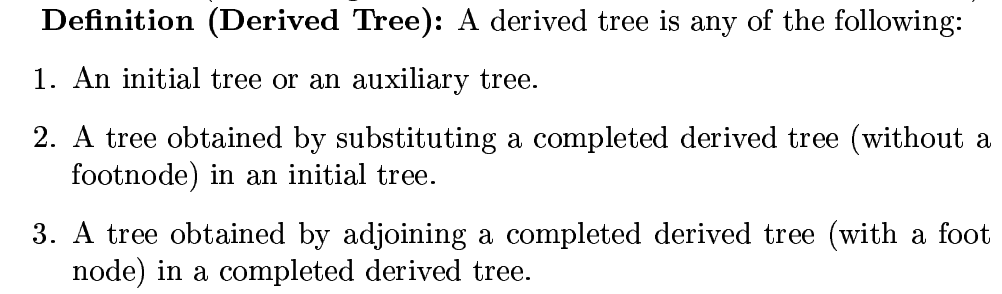 Definition (Derived Tree): A derived tree is any of the following:
1. An initial tree or an auxiliary tree.
2. A tree obtained by substituting a completed derived tree (without a
footnode) in an initial tree.
3. A tree obtained by adjoining a completed derived tree (with a foot
node) in a completed derived tree.